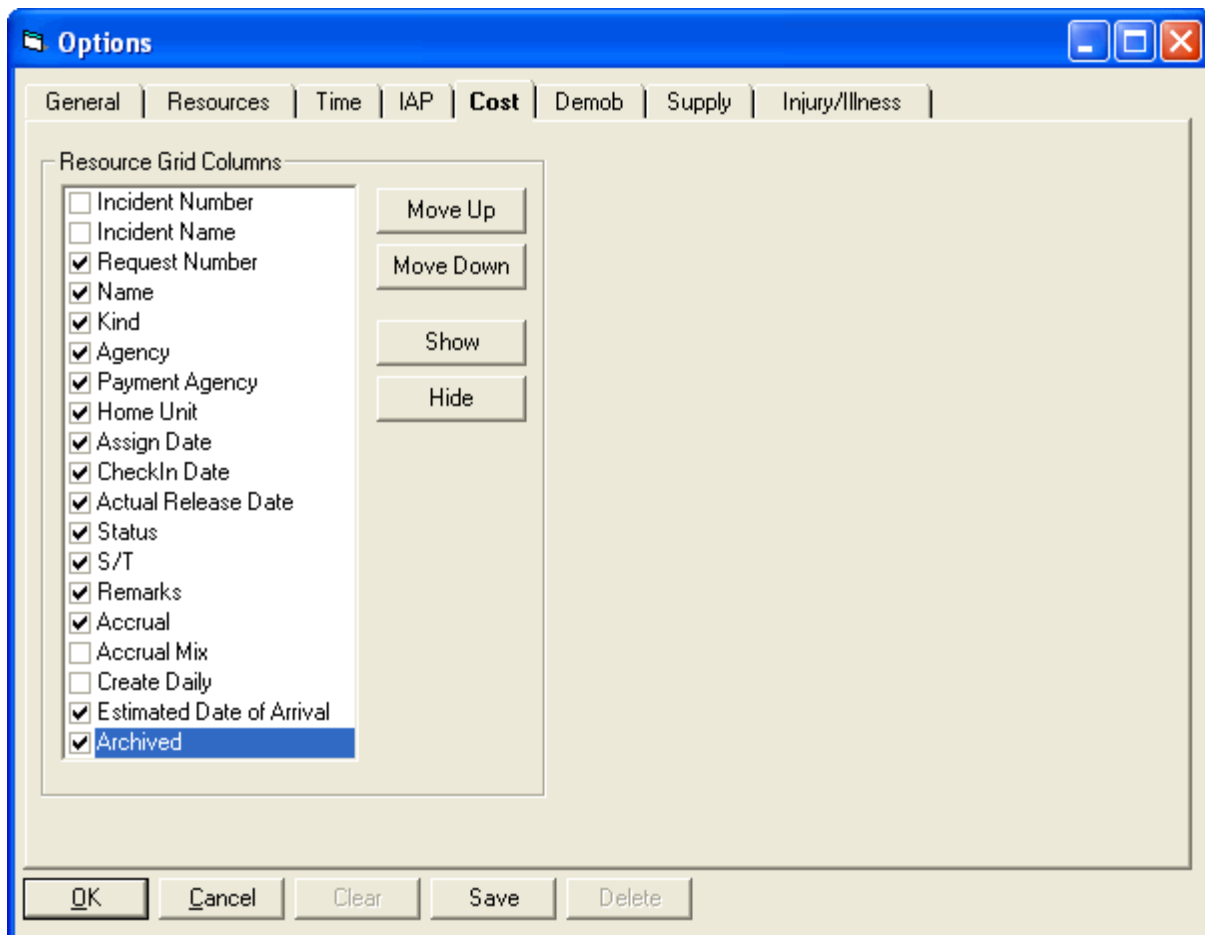 Options
General Resources Time IAP Cost Demob Supply Injury/Illness
Resource Grid Columns
Incident Number
Incident Name
Request Number
Name
Kind
Agency
Payment Agency
Home Unit
Assign Date
CheckIn Date
Actual Release Date
Status
S/T
Remarks
Accrual
Accrual Mix
Create Daily
Estimated Date of Arrival
Archived
Move Up
Move Down
Show
Hide
OK Cancel Clear Save Delete